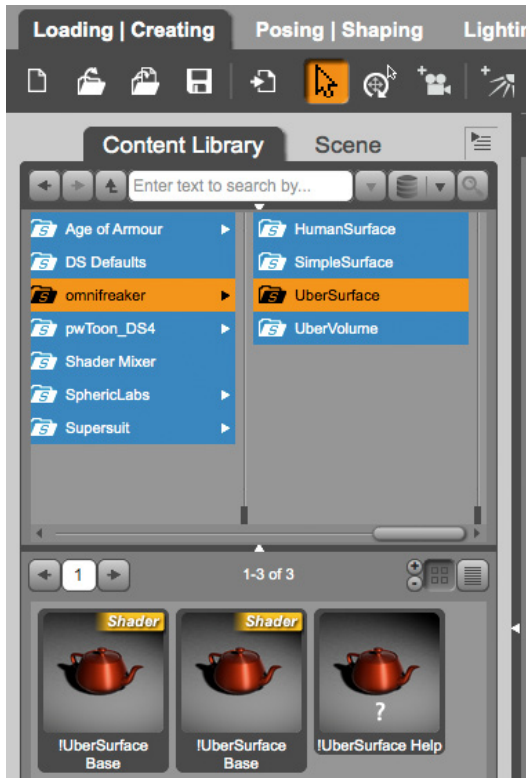 Loading | Creating
Posing | Shaping
Content Library
Scene
Enter text to search by...
Age of Armour
DS Defaults
omnifreaker
pwToon_DS4
Shader Mixer
SphericLabs
Supersuit
HumanSurface
SimpleSurface
UberSurface
UberVolume
1
1-3 of 3
Shader
!UberSurface
Base
Shader
!UberSurface
Base
?
!UberSurface Help